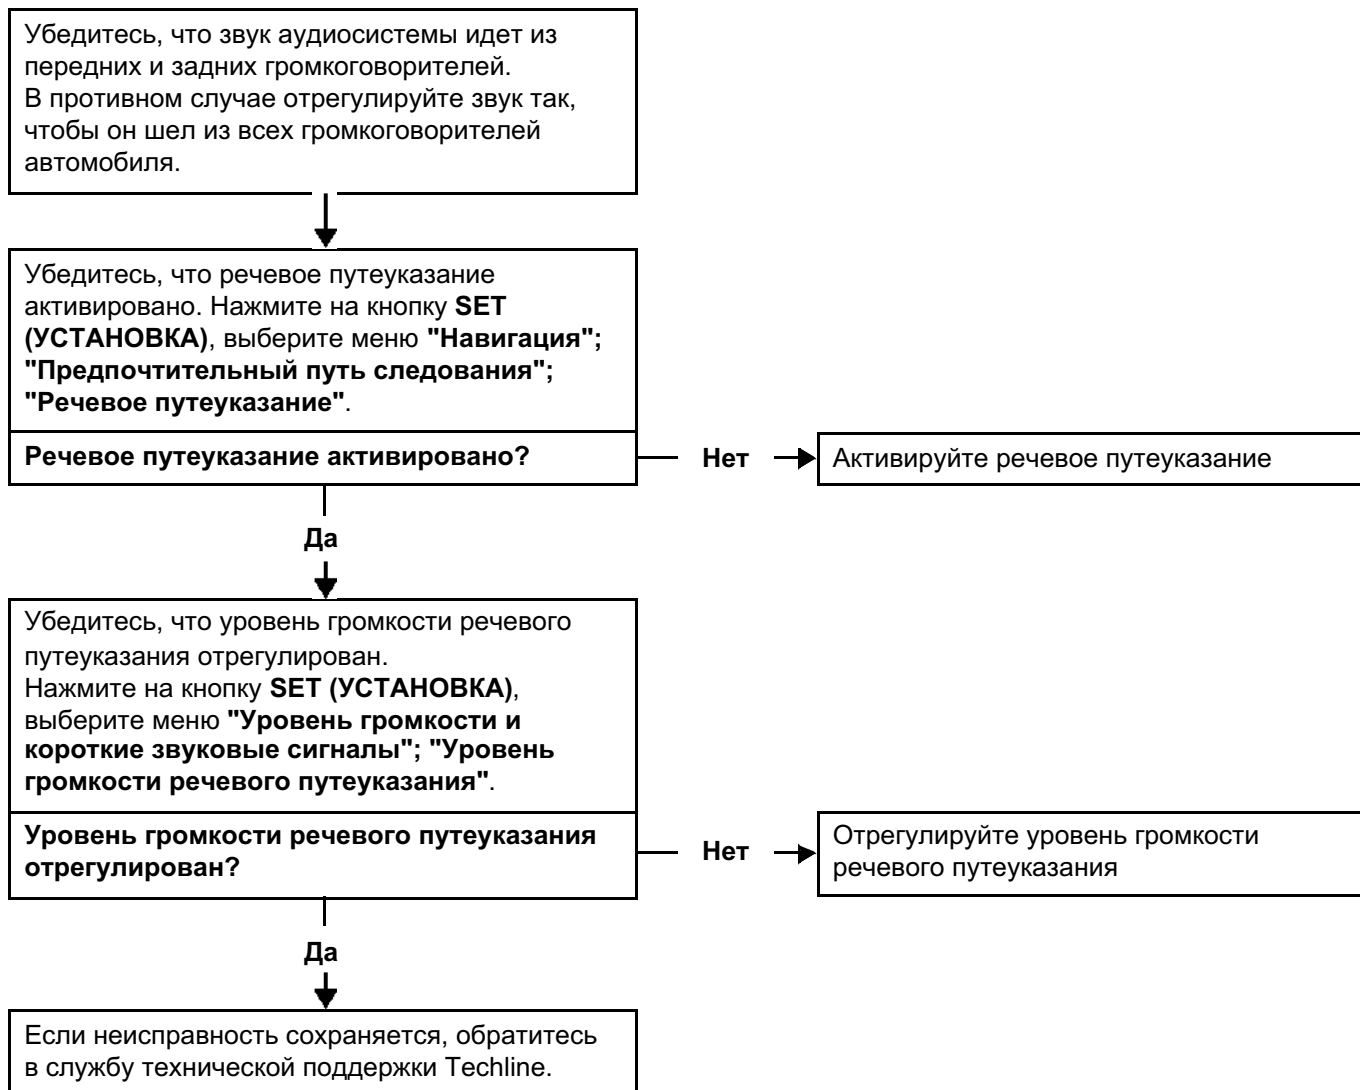 Убедитесь, что звук аудиосистемы идет из
передних и задних громкоговорителей.
В противном случае отрегулируйте звук так,
чтобы он шел из всех громкоговорителей
автомобиля.
Убедитесь, что речевое путеуказание
активировано. Нажмите на кнопку SET
(УСТАНОВКА), выберите меню "Навигация";
"Предпочтительный путь следования";
"Речевое путеуказание".
Речевое путеуказание активировано?
Нет
Активируйте речевое путеуказание
Да
Убедитесь, что уровень громкости речевого
путеуказания отрегулирован.
Нажмите на кнопку SET (УСТАНОВКА),
выберите меню "Уровень громкости и
короткие звуковые сигналы"; "Уровень
громкости речевого путеуказания".
Уровень громкости речевого путеуказания
отрегулирован?
Нет
Отрегулируйте уровень громкости
речевого путеуказания
Да
Если неисправность сохраняется, обратитесь
в службу технической поддержки Techline.